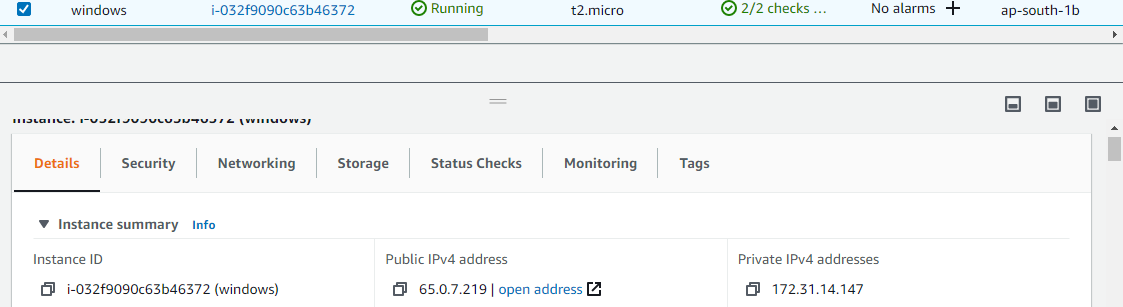 windows i-032f9090c63b46372 Running t2.micro 2/2 checks ... No alarms + ap-south-1b
Instance: i-032f9090c63b46372 (windows)
Details Security Networking Storage Status Checks Monitoring Tags
Instance summary Info
Instance ID Public IPv4 address Private IPv4 addresses
i-032f9090c63b46372 (windows) 65.0.7.219 | open address 172.31.14.147